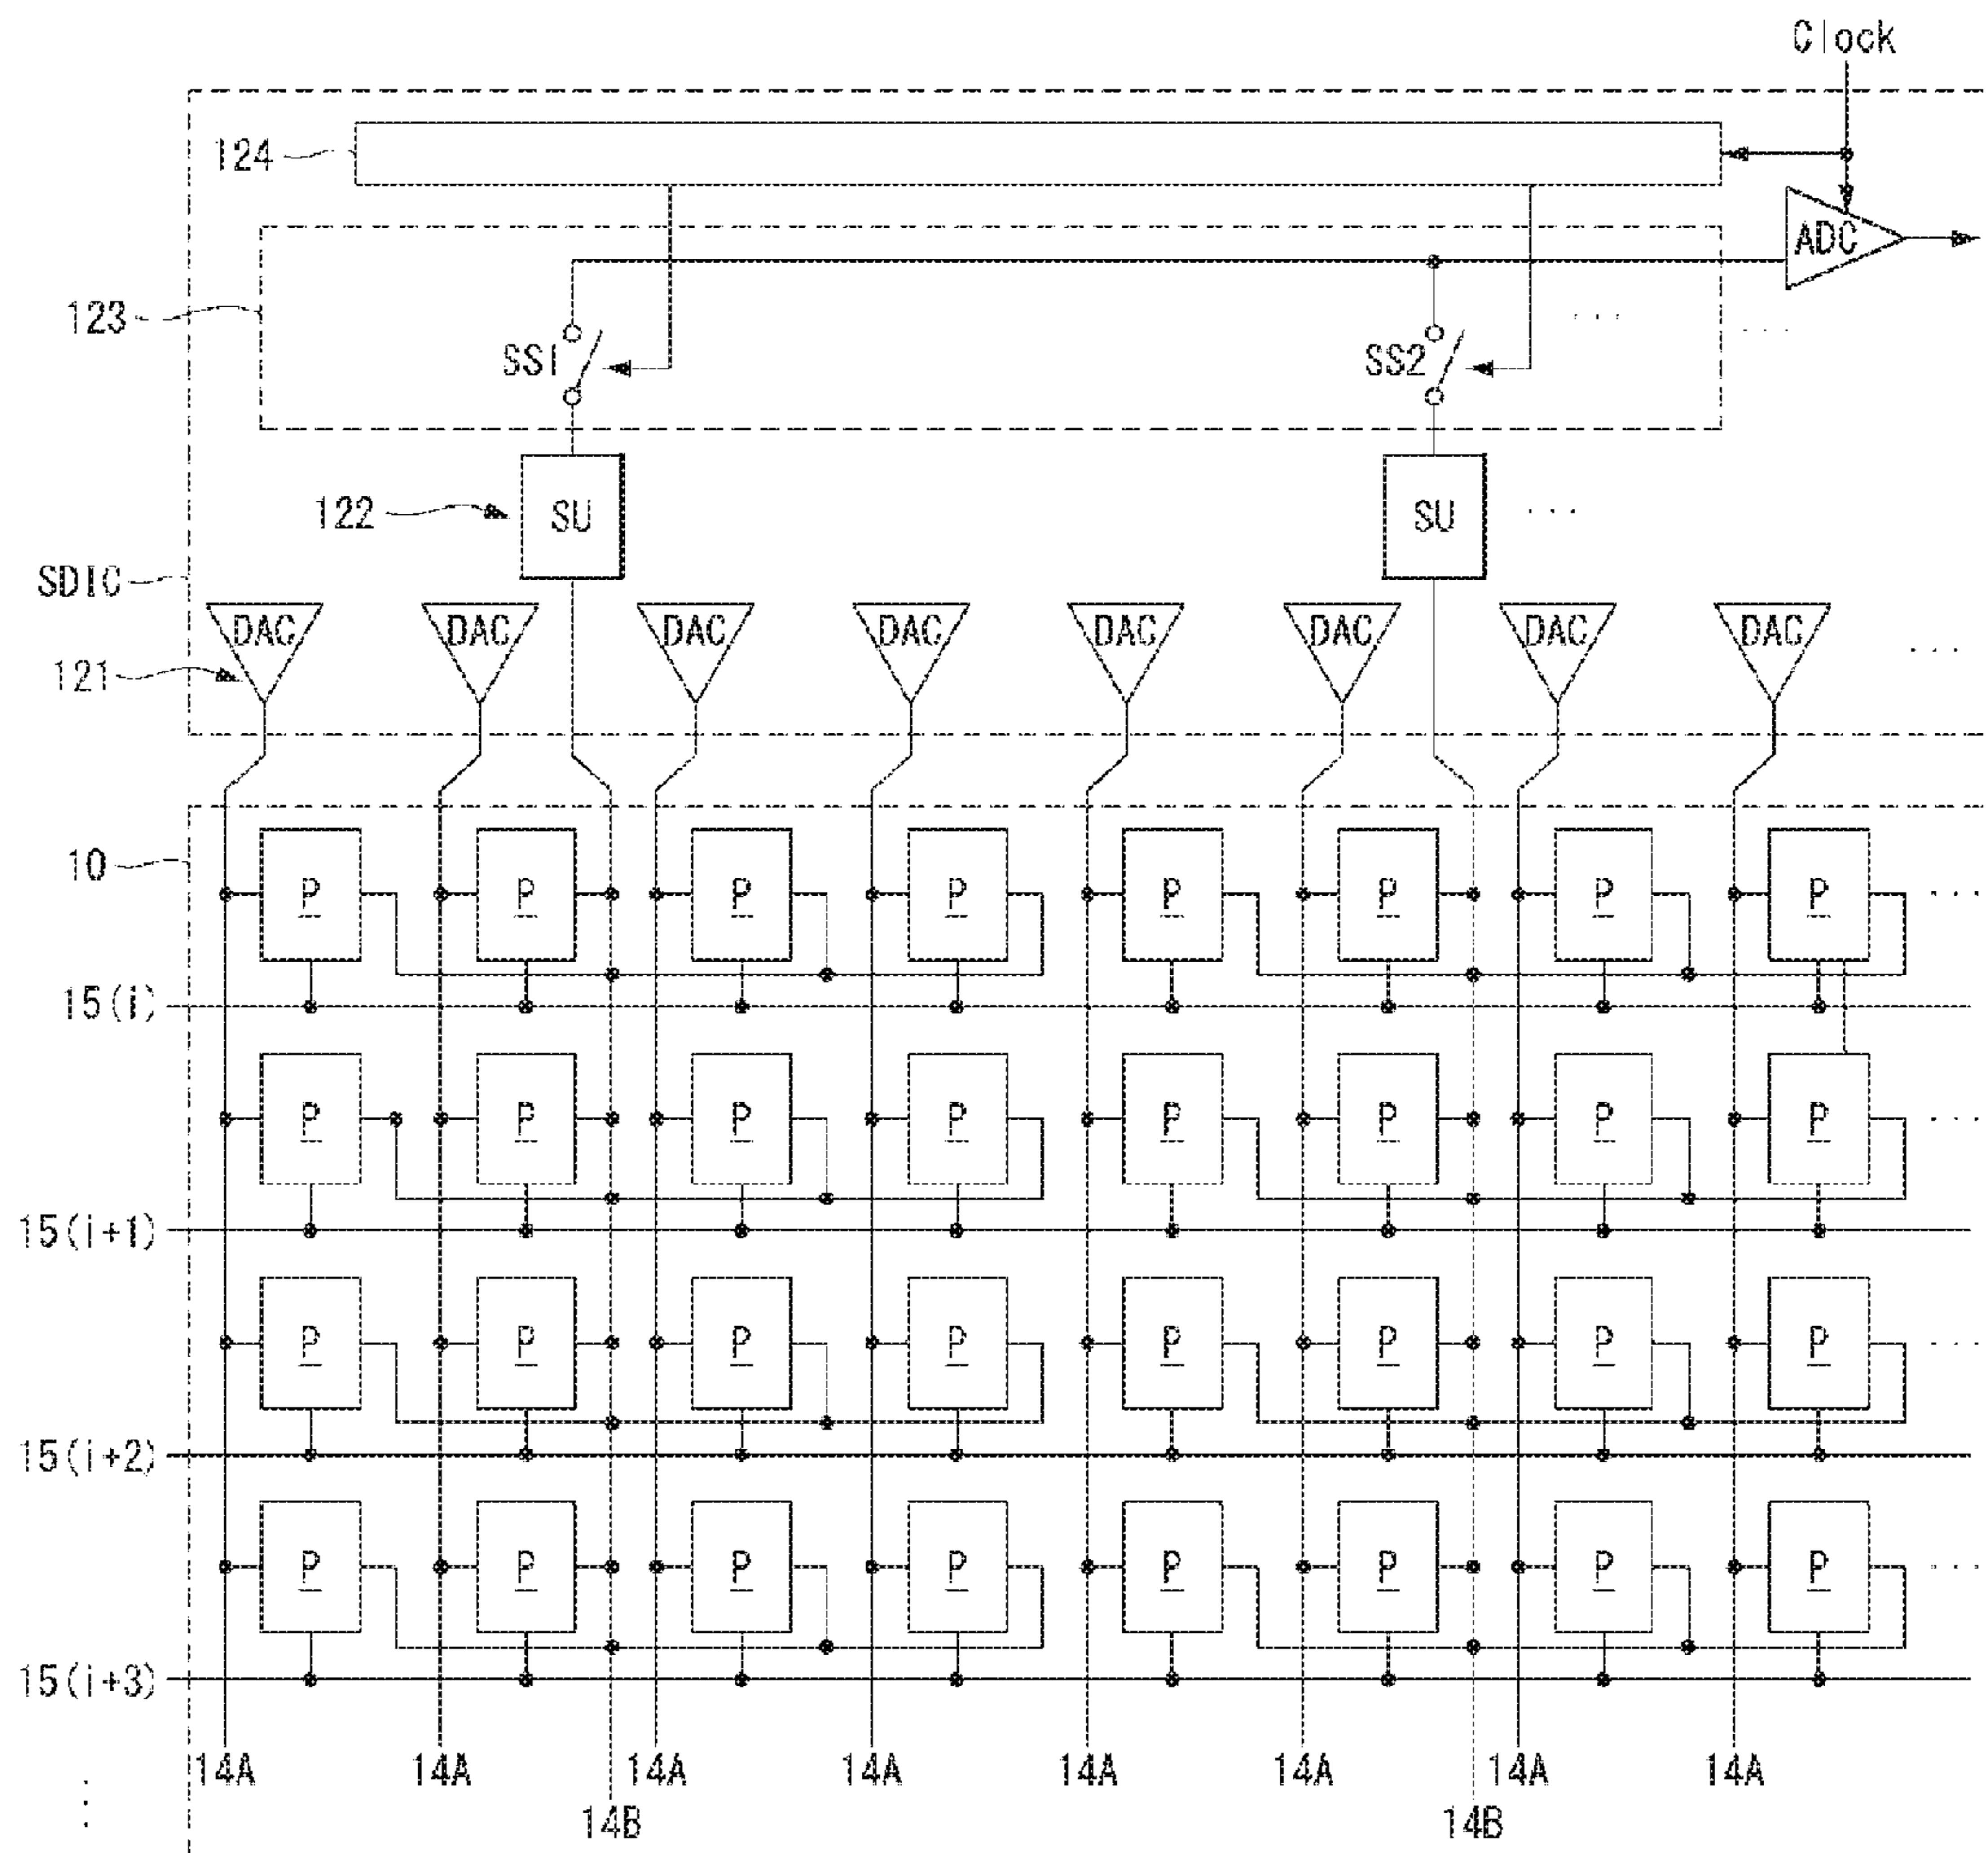 Clock
124
ADC
123
SS1 SS2 ... ...
122 SU SU ...
SDIC
DAC DAC DAC DAC DAC DAC DAC DAC ...
121
10
P P P P P P P P ...
15(i)
P P P P P P P P ...
15(i+1)
P P P P P P P P ...
15(i+2)
P P P P P P P P ...
15(i+3)
14A 14A 14A 14A 14A 14A 14A 14A
14B 14B